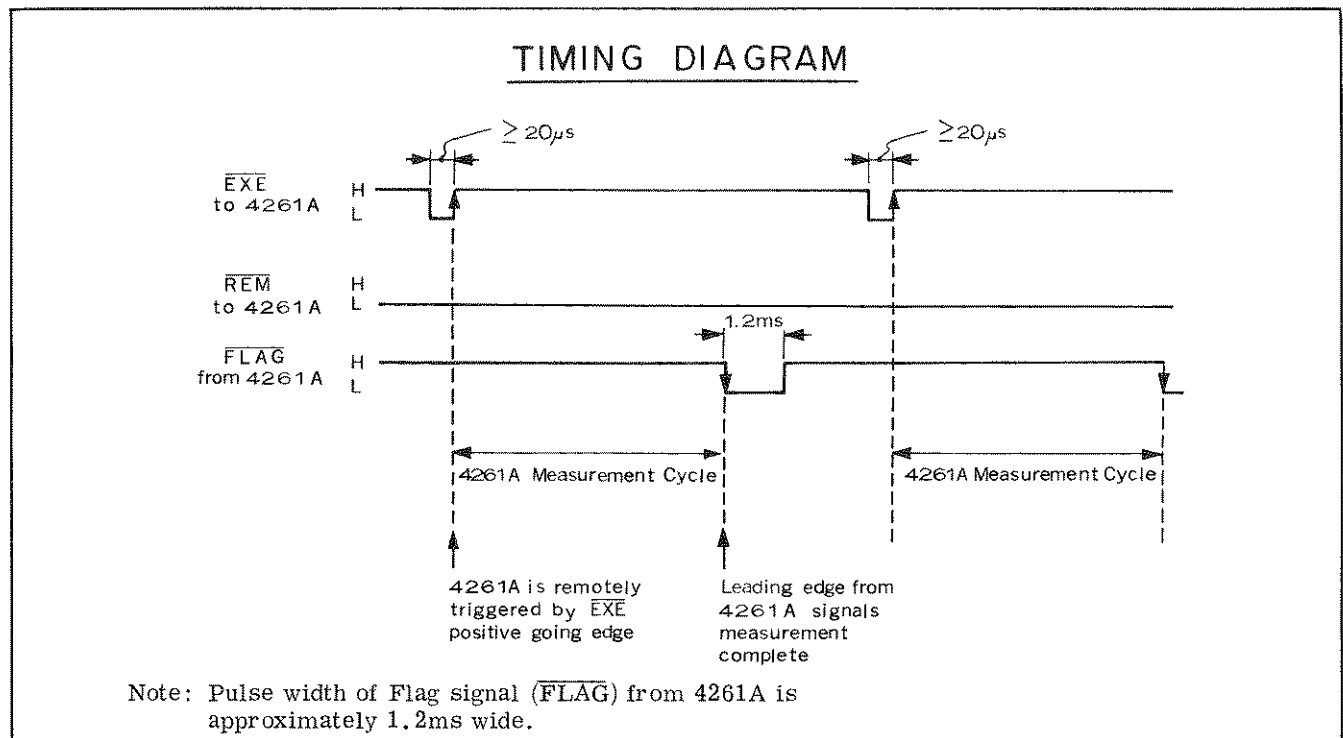 TIMING DIAGRAM
≥20μs
≥20μs
EXE
to 4261A
H
L
REM
to 4261A
H
L
1.2ms
FLAG
from 4261A
H
L
4261A Measurement Cycle
4261A Measurement Cycle
4261A is remotely
triggered by EXE
positive going edge
Leading edge from
4261A signals
measurement
complete
Note: Pulse width of Flag signal (FLAG) from 4261A is
approximately 1.2ms wide.